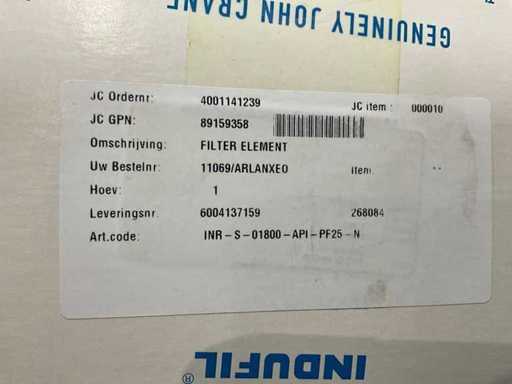 GENUINELY JOHN CRANE
JC Ordernr: 4001141239 JC item : 000010
JC GPN: 89159358
Omschrijving: FILTER ELEMENT
Uw Bestelnr: 11069/ARLANXEO item:
Hoev: 1
Leveringsnr: 6004137159 268084
Art.code: INR-S-01800-API-PF25-N
INDUFIL®